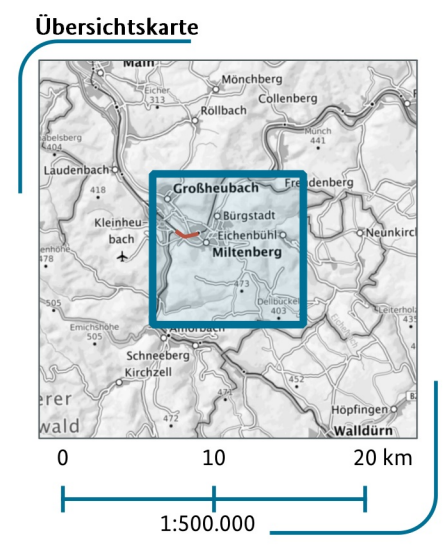 Übersichtskarte
Main
Mönchberg
Eicher
313
Collenberg
Röllbach
Münch
441
404
Laudenbach
418
Freudenberg
Großheubach
Bürgstadt
Kleinheu
bach
Eichenbühl
Neunkirch
Miltenberg
478
473
Dellbückel
403
505
Leiterhol
435
Emichshöhe
505
Amorbach
Schneeberg
Kirchzell
452
471
erer
wald
472
Höpfingen
Walldürn
0 10 20 km
1:500.000